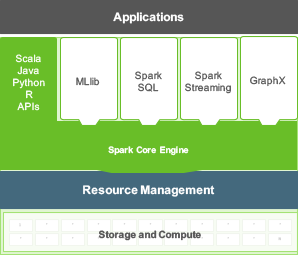 Applications
Scala
Java
Python
R
APIs
MLlib
Spark
SQL
Spark
Streaming
GraphX
Spark Core Engine
Resource Management
Storage and Compute